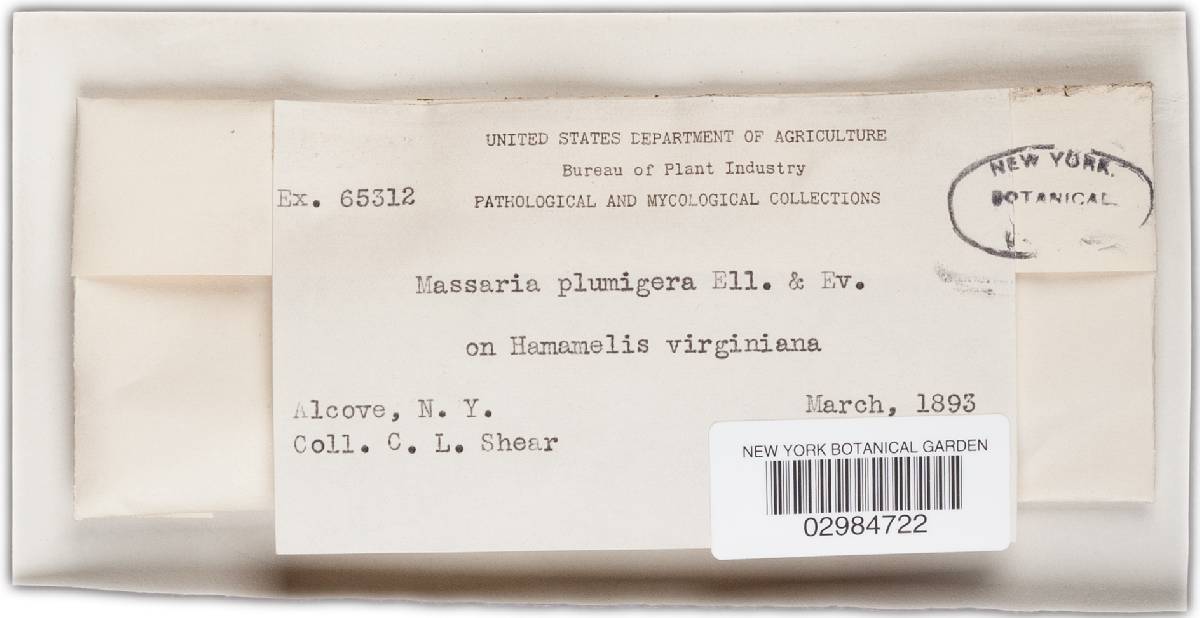 UNITED STATES DEPARTMENT OF AGRICULTURE
Bureau of Plant Industry
Ex. 65312
PATHOLOGICAL AND MYCOLOGICAL COLLECTIONS
NEW YORK
BOTANICAL
Massaria plumigera Ell. & Ev.
on Hamamelis virginiana
Alcove, N. Y.
March, 1893
Coll. C. L. Shear
NEW YORK BOTANICAL GARDEN
02984722